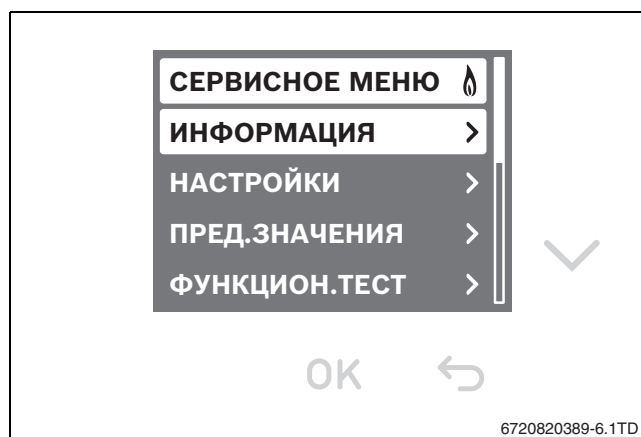 СЕРВИСНОЕ МЕНЮ
ИНФОРМАЦИЯ
НАСТРОЙКИ
ПРЕД.ЗНАЧЕНИЯ
ФУНКЦИОН.ТЕСТ
OK
6720820389-6.1TD